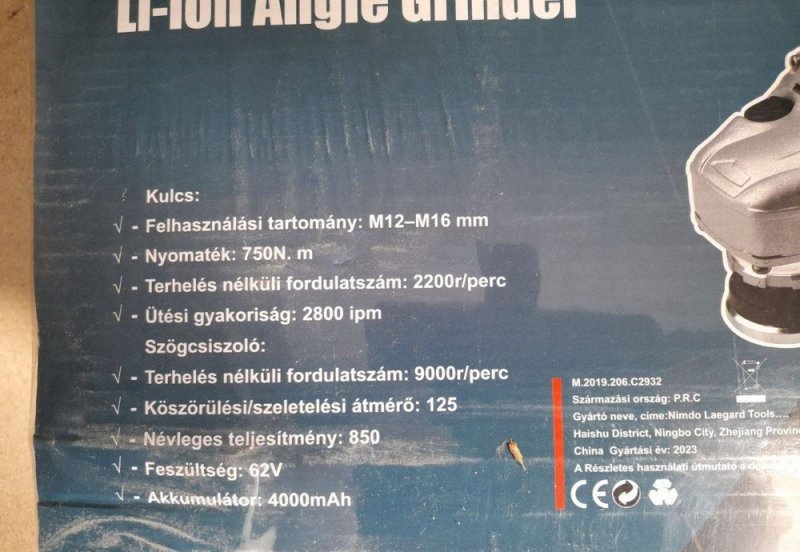 Li-ion Angle Grinder
Kulcs:
√ - Felhasználási tartomány: M12–M16 mm
√ - Nyomaték: 750N. m
√ - Terhelés nélküli fordulatszám: 2200r/perc
√ - Ütési gyakoriság: 2800 ipm
Szögcsiszoló:
√ - Terhelés nélküli fordulatszám: 9000r/perc
√ - Köszörülési/szeletelési átmérő: 125
√ - Névleges teljesítmény: 850
√ - Feszültség: 62V
√ - Akkumulátor: 4000mAh
M.2019.206.C2932
Származási ország: P.R.C
Gyártó neve, címe:Nimdo Laegard Tools....
Haishu District, Ningbo City, Zhejiang Provin
China Gyártási év: 2023
A Részletes használati útmutató a do
CE